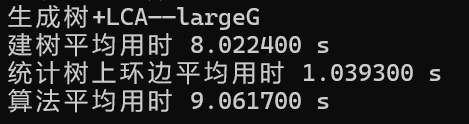 生成树+LCA——largeG
建树平均用时 8.022400 s
统计树上环边平均用时 1.039300 s
算法平均用时 9.061700 s